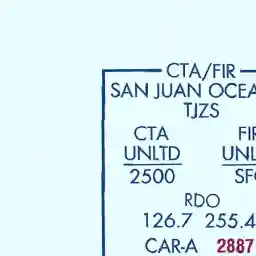 CTA/FIR
SAN JUAN OCEA
TJZS
CTA FIR
UNLTD UNL
2500 SF
RDO
126.7 255.4
CAR-A 2887